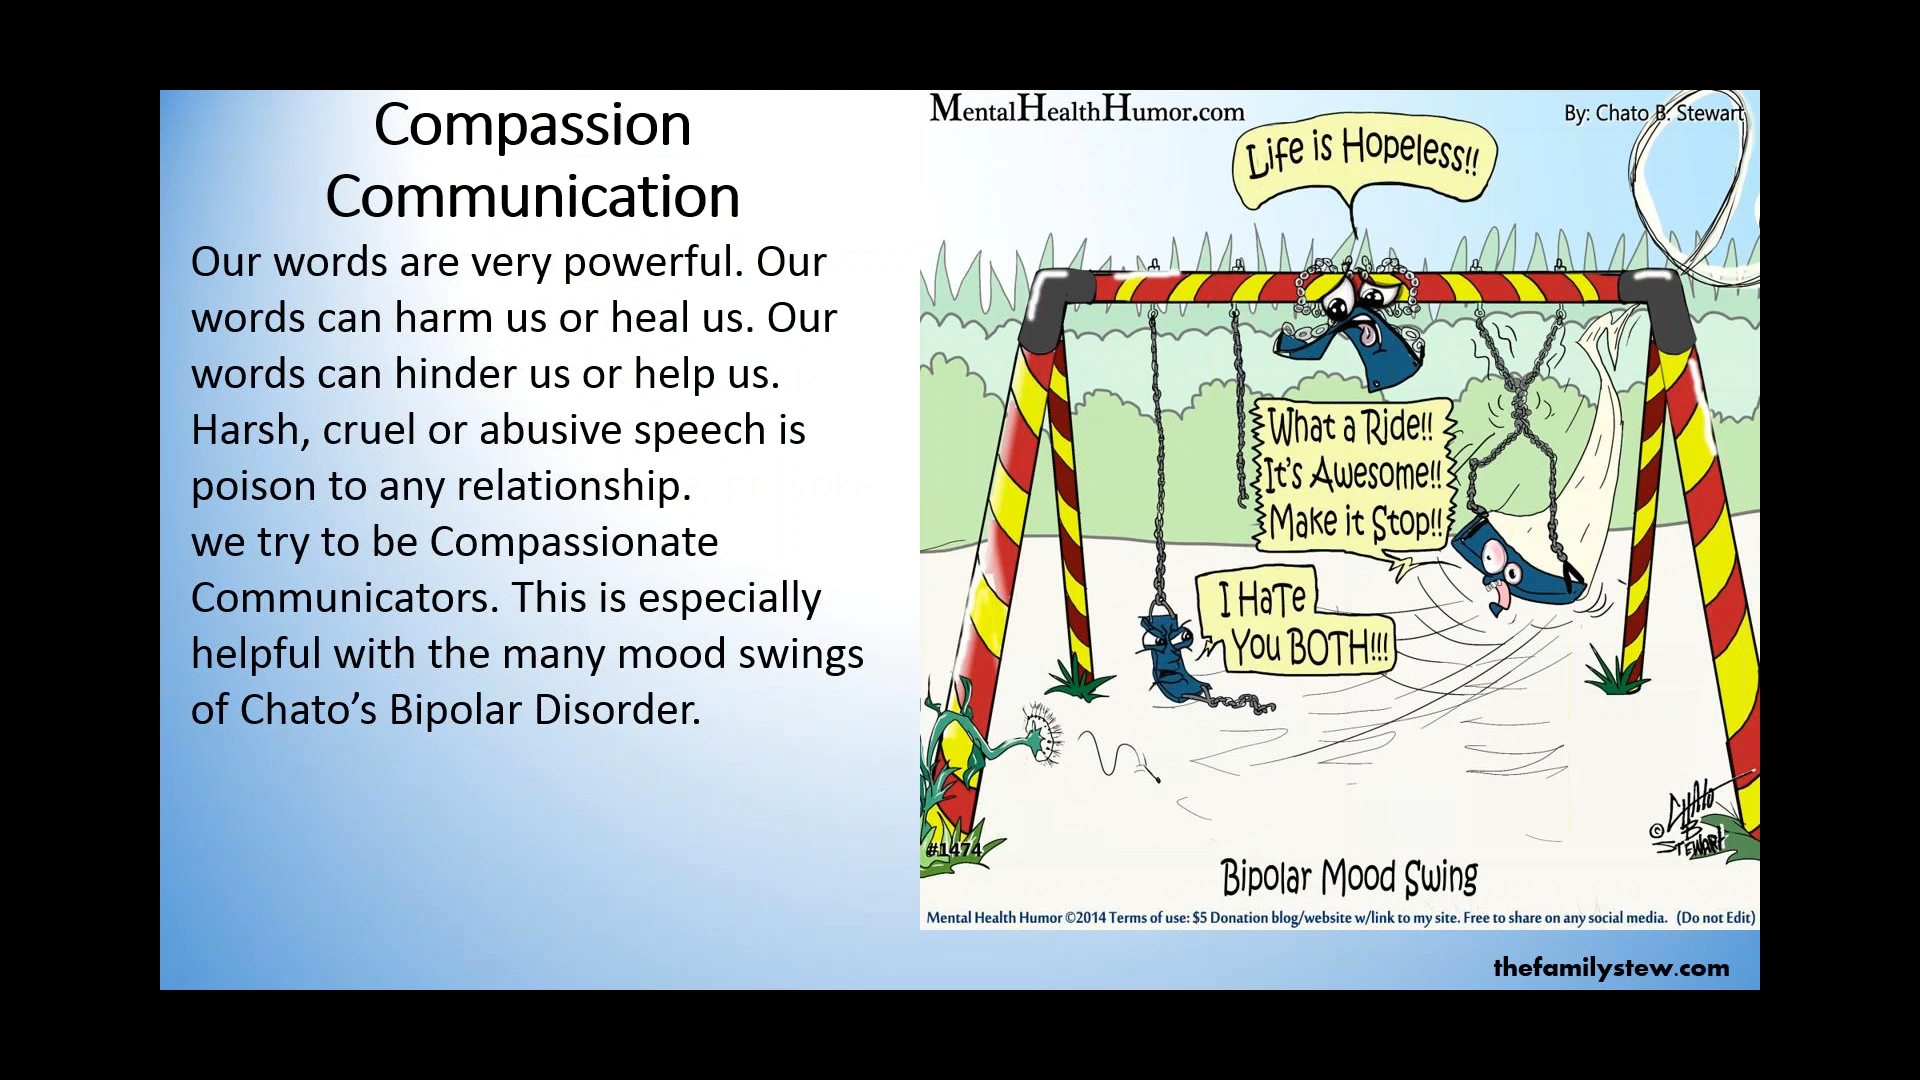 Compassion
Communication
Our words are very powerful. Our
words can harm us or heal us. Our
words can hinder us or help us.
Harsh, cruel or abusive speech is
poison to any relationship.
we try to be Compassionate
Communicators. This is especially
helpful with the many mood swings
of Chato’s Bipolar Disorder.
MentalHealthHumor.com
By: Chato B. Stewart
Life is Hopeless!!
What a Ride!!
It's Awesome!!
Make it Stop!!
I HaTe
You BOTH!!!
CHAto
© B
STEWART
#1474
Bipolar Mood Swing
Mental Health Humor ©2014 Terms of use: $5 Donation blog/website w/link to my site. Free to share on any social media. (Do not Edit)
thefamilystew.com